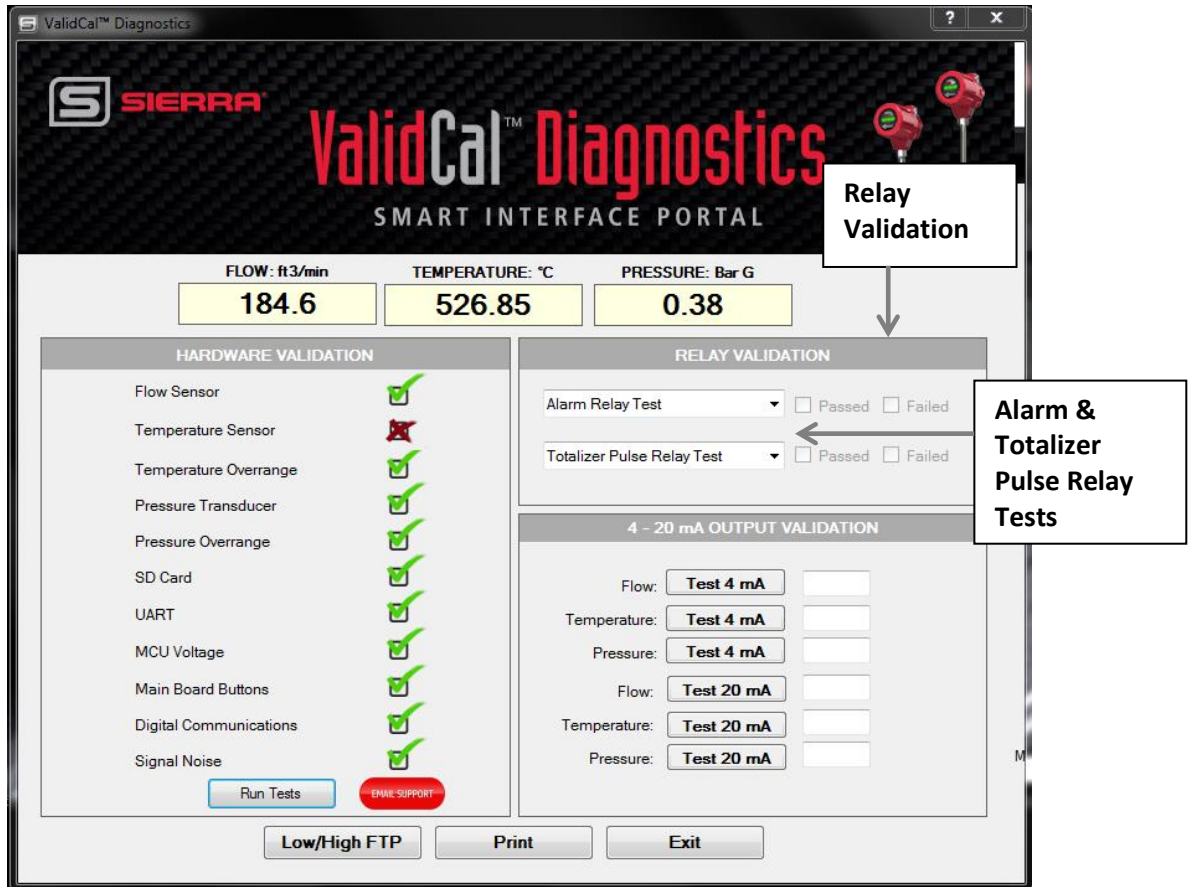 ValidCal™ Diagnostics
? x
S SIERRA
ValidCal™ Diagnostics
SMART INTERFACE PORTAL
Relay
Validation
FLOW: ft3/min TEMPERATURE: °C PRESSURE: Bar G
184.6 526.85 0.38
HARDWARE VALIDATION
Flow Sensor
Temperature Sensor
Temperature Overrange
Pressure Transducer
Pressure Overrange
SD Card
UART
MCU Voltage
Main Board Buttons
Digital Communications
Signal Noise
Run Tests EMAIL SUPPORT
RELAY VALIDATION
Alarm Relay Test Passed Failed
Totalizer Pulse Relay Test Passed Failed
Alarm &
Totalizer
Pulse Relay
Tests
4 - 20 mA OUTPUT VALIDATION
Flow: Test 4 mA
Temperature: Test 4 mA
Pressure: Test 4 mA
Flow: Test 20 mA
Temperature: Test 20 mA
Pressure: Test 20 mA
M
Low/High FTP Print Exit